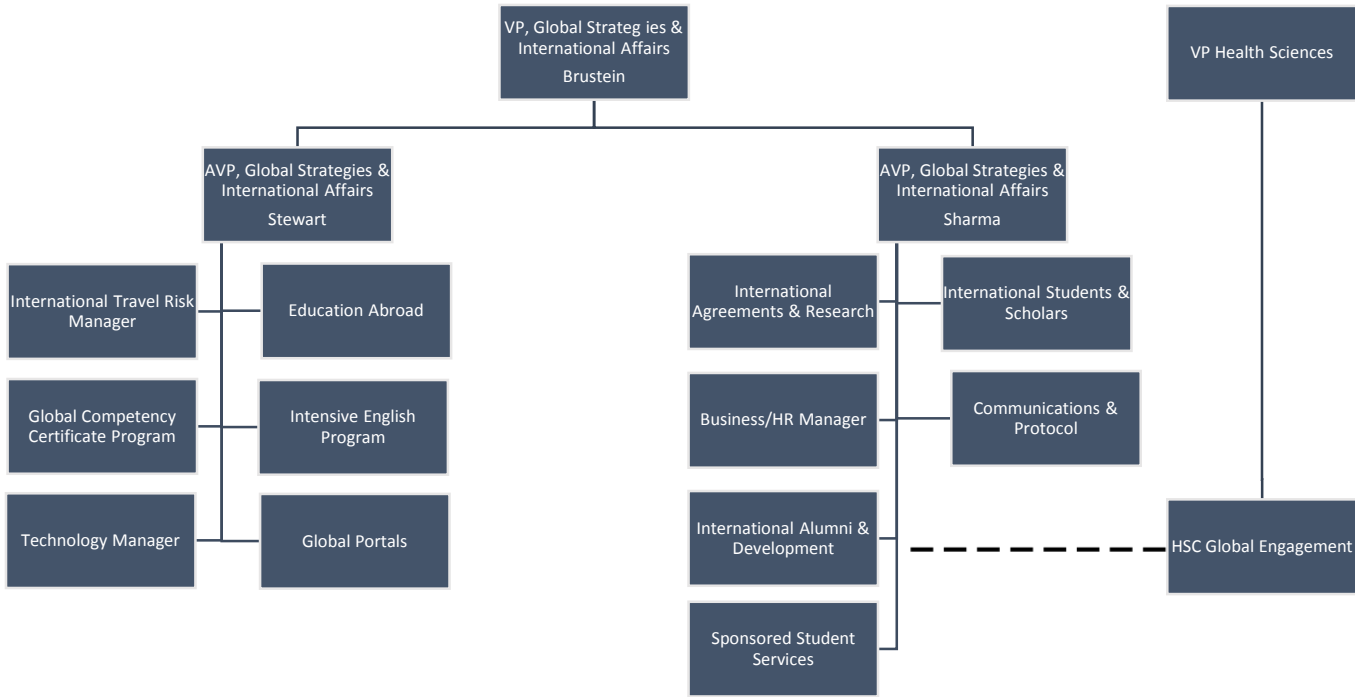 VP, Global Strateg ies &
International Affairs
Brustein
VP Health Sciences
AVP, Global Strategies &
International Affairs
Stewart
AVP, Global Strategies &
International Affairs
Sharma
International Travel Risk
Manager
Education Abroad
International
Agreements & Research
International Students &
Scholars
Global Competency
Certificate Program
Intensive English
Program
Business/HR Manager
Communications &
Protocol
Technology Manager
Global Portals
International Alumni &
Development
HSC Global Engagement
Sponsored Student
Services